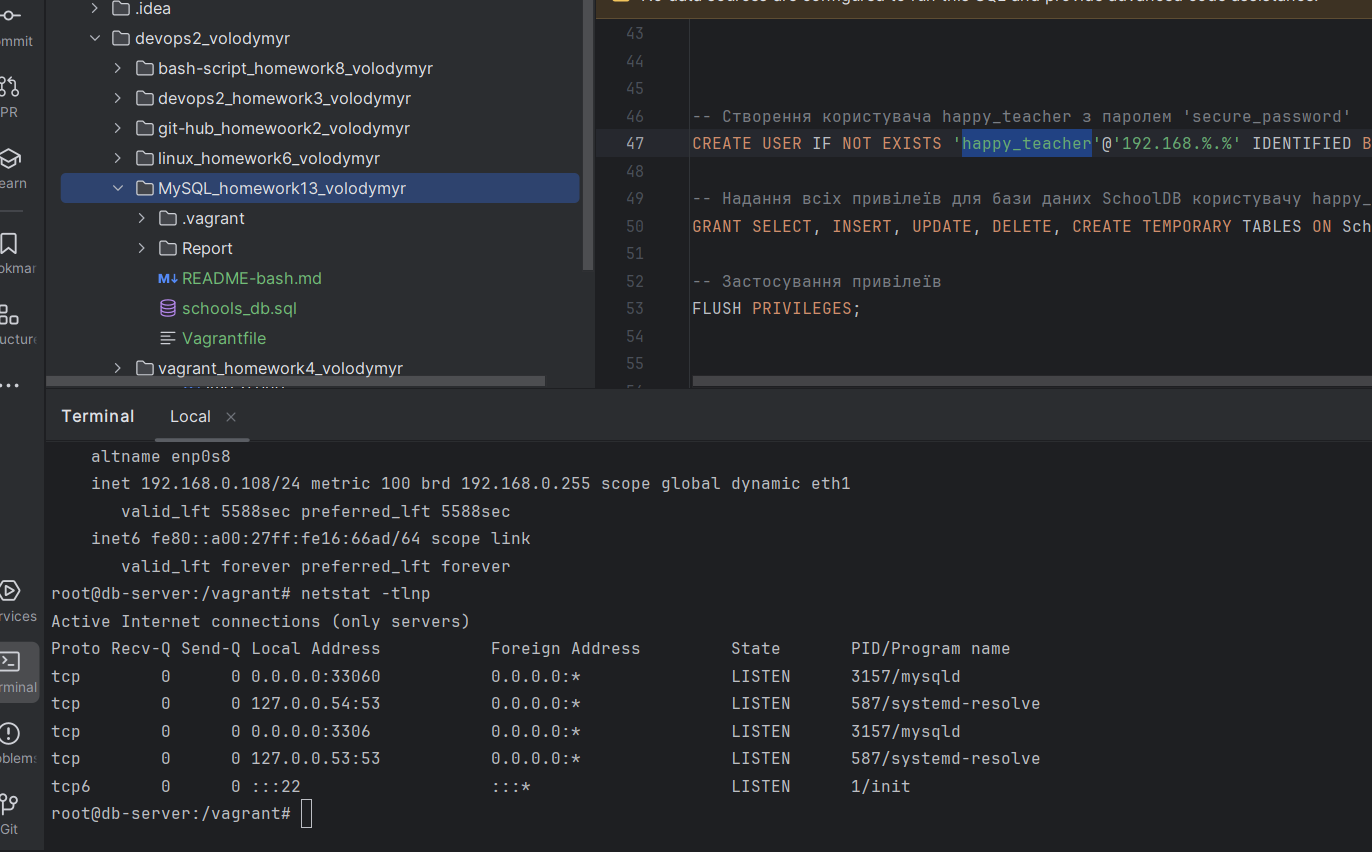 .idea
devops2_volodymyr
bash-script_homework8_volodymyr
devops2_homework3_volodymyr
git-hub_homewoork2_volodymyr
linux_homework6_volodymyr
MySQL_homework13_volodymyr
.vagrant
Report
M↓ README-bash.md
schools_db.sql
Vagrantfile
vagrant_homework4_volodymyr
mmit
PR
earn
okmar
ucture
rvices
rminal
oblems
Git
43
44
45
46 -- Створення користувача happy_teacher з паролем 'secure_password'
47 CREATE USER IF NOT EXISTS 'happy_teacher'@'192.168.%.%' IDENTIFIED B
48
49 -- Надання всіх привілеїв для бази даних SchoolDB користувачу happy_
50 GRANT SELECT, INSERT, UPDATE, DELETE, CREATE TEMPORARY TABLES ON Sch
51
52 -- Застосування привілеїв
53 FLUSH PRIVILEGES;
54
55
Terminal Local ×
altname enp0s8
inet 192.168.0.108/24 metric 100 brd 192.168.0.255 scope global dynamic eth1
valid_lft 5588sec preferred_lft 5588sec
inet6 fe80::a00:27ff:fe16:66ad/64 scope link
valid_lft forever preferred_lft forever
root@db-server:/vagrant# netstat -tlnp
Active Internet connections (only servers)
Proto Recv-Q Send-Q Local Address Foreign Address State PID/Program name
tcp 0 0 0.0.0.0:33060 0.0.0.0:* LISTEN 3157/mysqld
tcp 0 0 127.0.0.54:53 0.0.0.0:* LISTEN 587/systemd-resolve
tcp 0 0 0.0.0.0:3306 0.0.0.0:* LISTEN 3157/mysqld
tcp 0 0 127.0.0.53:53 0.0.0.0:* LISTEN 587/systemd-resolve
tcp6 0 0 :::22 :::* LISTEN 1/init
root@db-server:/vagrant#